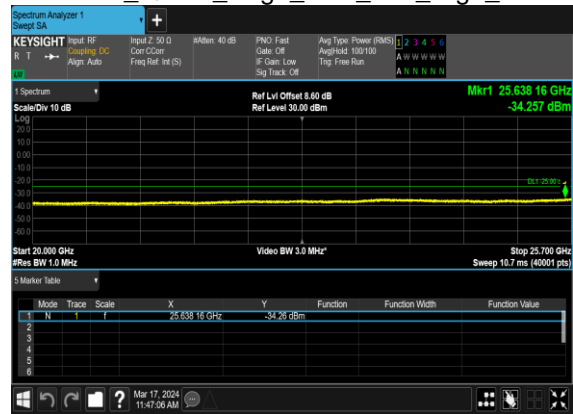 Spectrum Analyzer 1
Swept SA
+
KEYSIGHT
R T
LXI
Input: RF
Coupling: DC
Align: Auto
Input Z: 50 Ω
Corr CCorr
Freq Ref: Int (S)
#Atten: 40 dB
PNO: Fast
Gate: Off
IF Gain: Low
Sig Track: Off
Avg Type: Power (RMS)
Avg|Hold: 100/100
Trig: Free Run
1 2 3 4 5 6
A W W W W W
A N N N N N
1 Spectrum
Scale/Div 10 dB
Ref Lvl Offset 8.60 dB
Ref Level 30.00 dBm
Mkr1 25.638 16 GHz
-34.257 dBm
Log
20.0
10.0
0.00
-10.0
-20.0
-30.0
-40.0
-50.0
-60.0
1
Start 20.000 GHz
#Res BW 1.0 MHz
Video BW 3.0 MHz*
Stop 25.700 GHz
Sweep 10.7 ms (40001 pts)
5 Marker Table
Mode Trace Scale X Y Function Function Width Function Value
1 N 1 f 25.638 16 GHz -34.26 dBm
2
3
4
5
6
?
Mar 17, 2024
11:47:06 AM